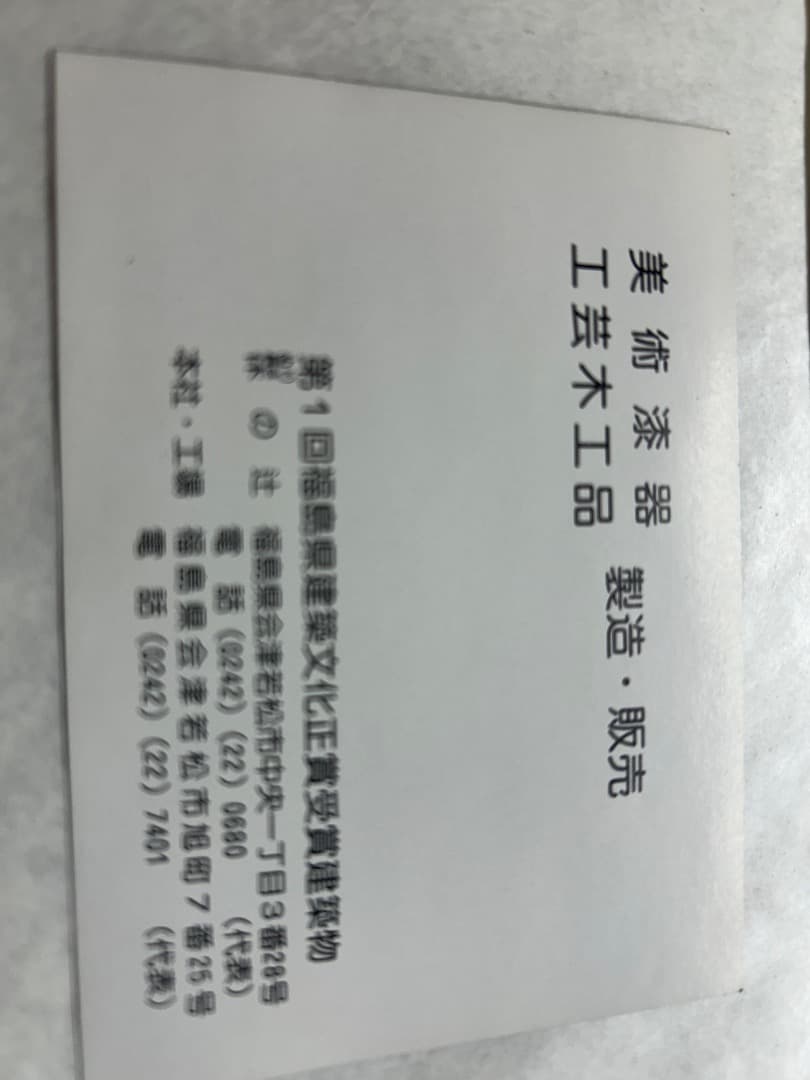 美術漆器
工芸木工品
製造・販売
第1回福島県建築文化正賞受賞建築物
の辻 福島県会津若松市中央一丁目3番28号
電話(0242)(22)0680 (代表)
本社・工場 福島県会津若松市旭町7番25号
電話(0242)(22)7401 (代表)